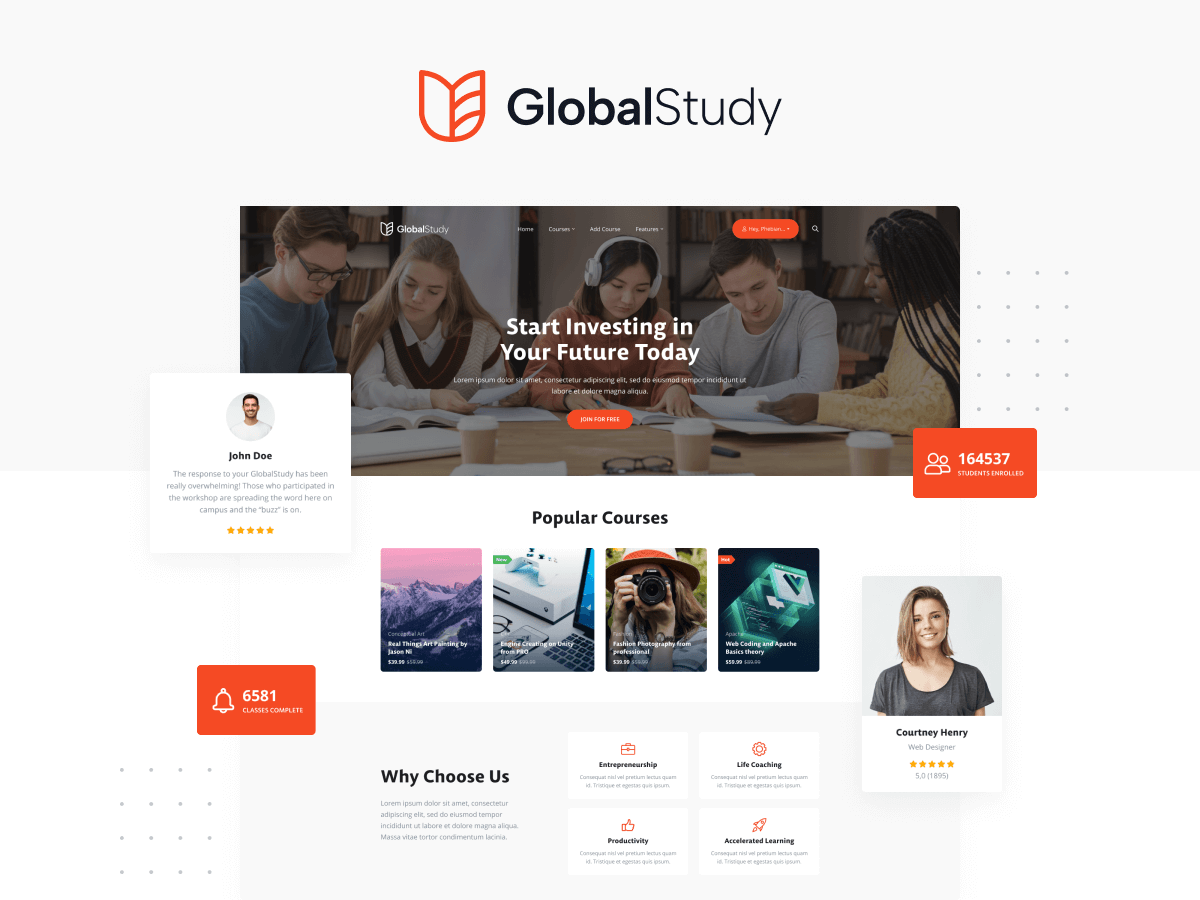 GlobalStudy
GlobalStudy
Home
Courses
Add Course
Features
Hey, Phebian...
Start Investing in
Your Future Today
Lorem ipsum dolor sit amet, consectetur adipiscing elit, sed do eiusmod tempor incididunt ut
labore et dolore magna aliqua.
JOIN FOR FREE
John Doe
The response to your GlobalStudy has been
really overwhelming! Those who participated in
the workshop are spreading the word here on
campus and the "buzz" is on.
164537
STUDENTS ENROLLED
Popular Courses
Conceptual Art
Real Things Art Painting by
Jason Ni
$39.99 $59.99
New
Engine Creating on Unity
from PRO
$49.99 $99.99
Fashion
Fashion Photography from
professional
$39.99 $59.99
Hot
Apache
Web Coding and Apache
Basics theory
$59.99 $89.99
6581
CLASSES COMPLETE
Courtney Henry
Web Designer
5,0 (1895)
Why Choose Us
Lorem ipsum dolor sit amet, consectetur
adipiscing elit, sed do eiusmod tempor
incididunt ut labore et dolore magna aliqua.
Massa vitae tortor condimentum lacinia.
Entrepreneurship
Consequat nisl vel pretium lectus quam
id. Tristique et egestas quis ipsum.
Life Coaching
Consequat nisl vel pretium lectus quam
id. Tristique et egestas quis ipsum.
Productivity
Consequat nisl vel pretium lectus quam
id. Tristique et egestas quis ipsum.
Accelerated Learning
Consequat nisl vel pretium lectus quam
id. Tristique et egestas quis ipsum.